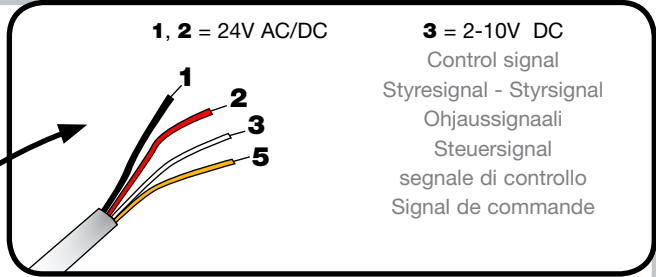 1, 2 = 24V AC/DC
3 = 2-10V DC
Control signal
Styresignal - Styrsignal
Ohjaussignaali
Steuersignal
segnale di controllo
Signal de commande
1
2
3
5